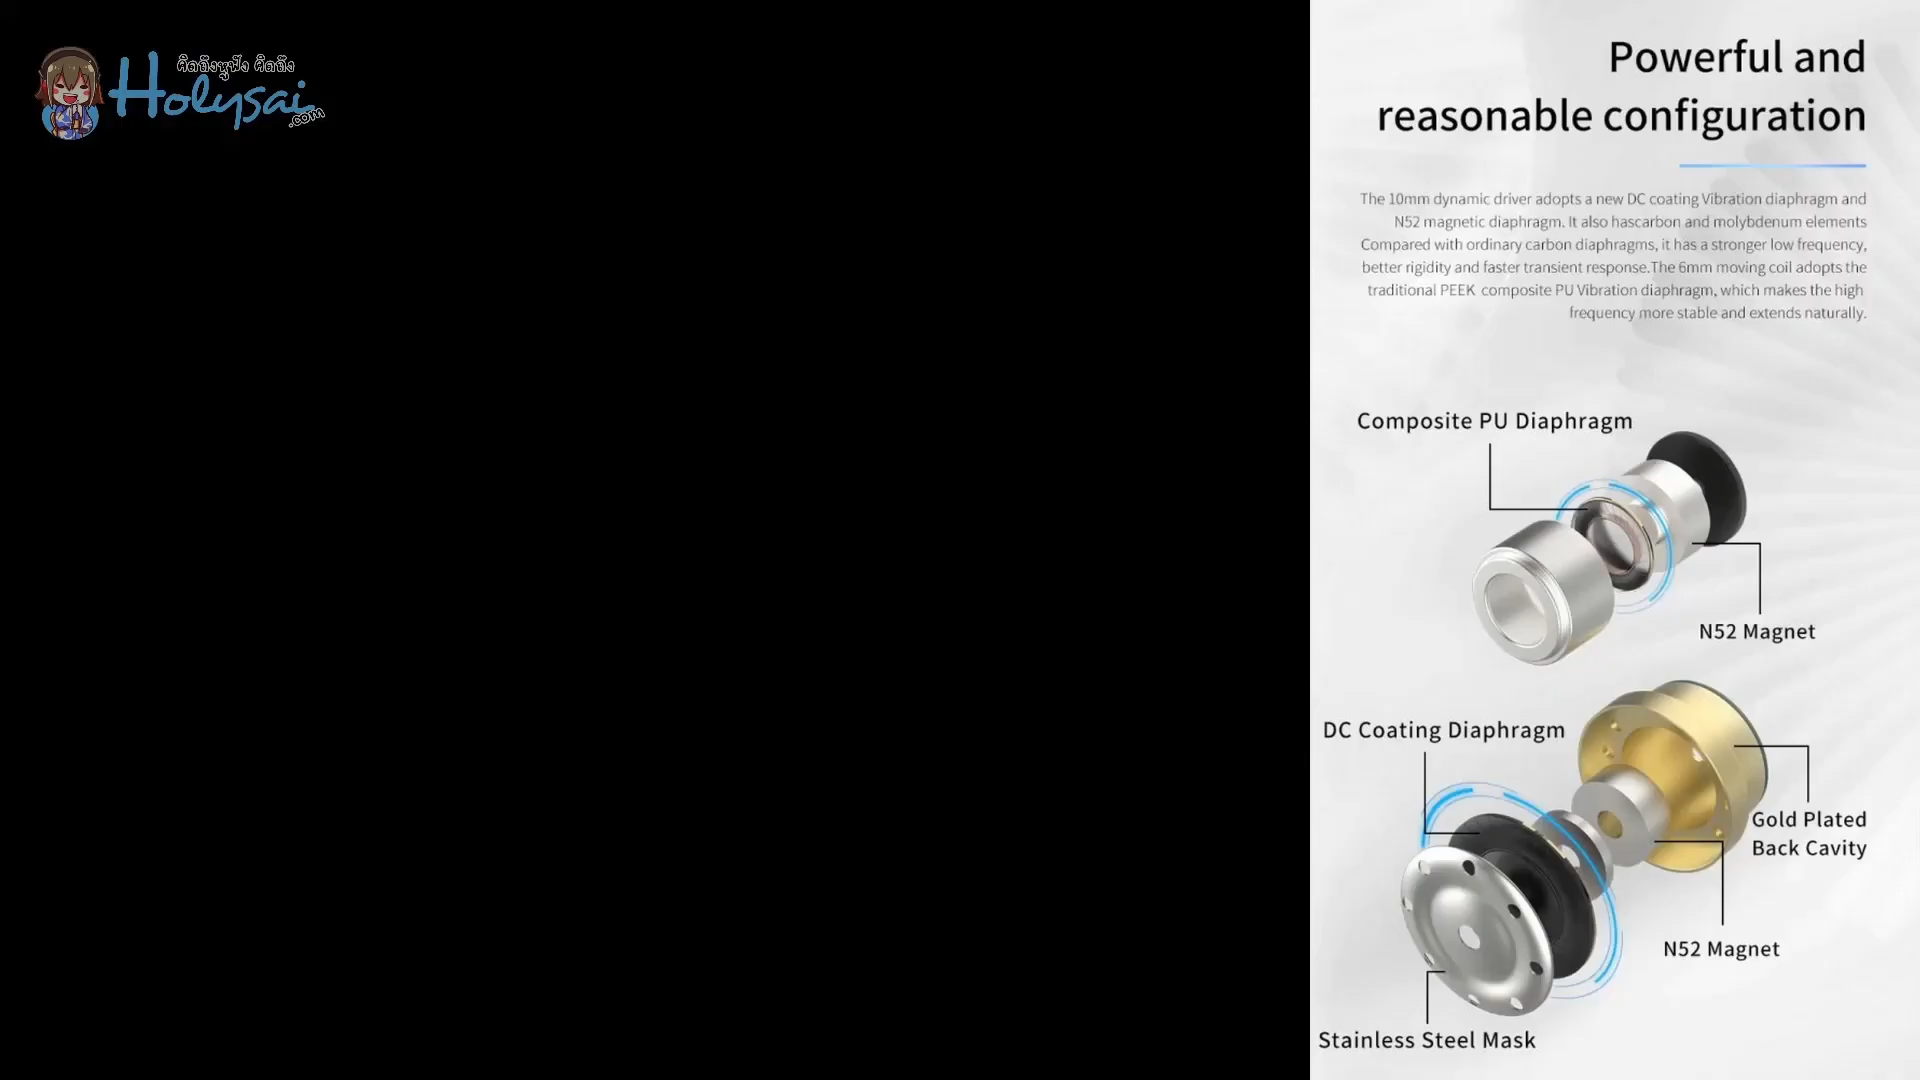 คิดถึงหูฟัง คิดถึง
Holysai
.com
Powerful and
reasonable configuration
The 10mm dynamic driver adopts a new DC coating Vibration diaphragm and
N52 magnetic diaphragm. It also hascarbon and molybdenum elements
Compared with ordinary carbon diaphragms, it has a stronger low frequency,
better rigidity and faster transient response.The 6mm moving coil adopts the
traditional PEEK composite PU Vibration diaphragm, which makes the high
frequency more stable and extends naturally.
Composite PU Diaphragm
N52 Magnet
DC Coating Diaphragm
Gold Plated
Back Cavity
N52 Magnet
Stainless Steel Mask